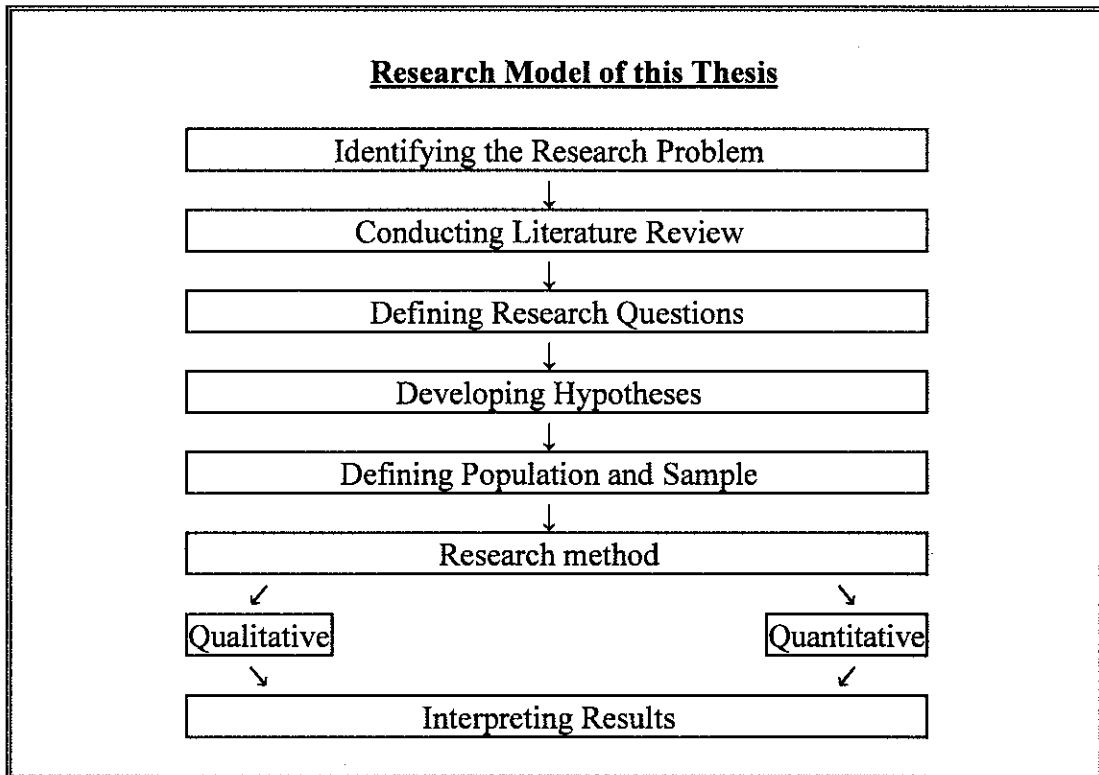 Research Model of this Thesis
Identifying the Research Problem
↓
Conducting Literature Review
↓
Defining Research Questions
↓
Developing Hypotheses
↓
Defining Population and Sample
↓
Research method
↙ ↘
Qualitative Quantitative
↘ ↙
Interpreting Results